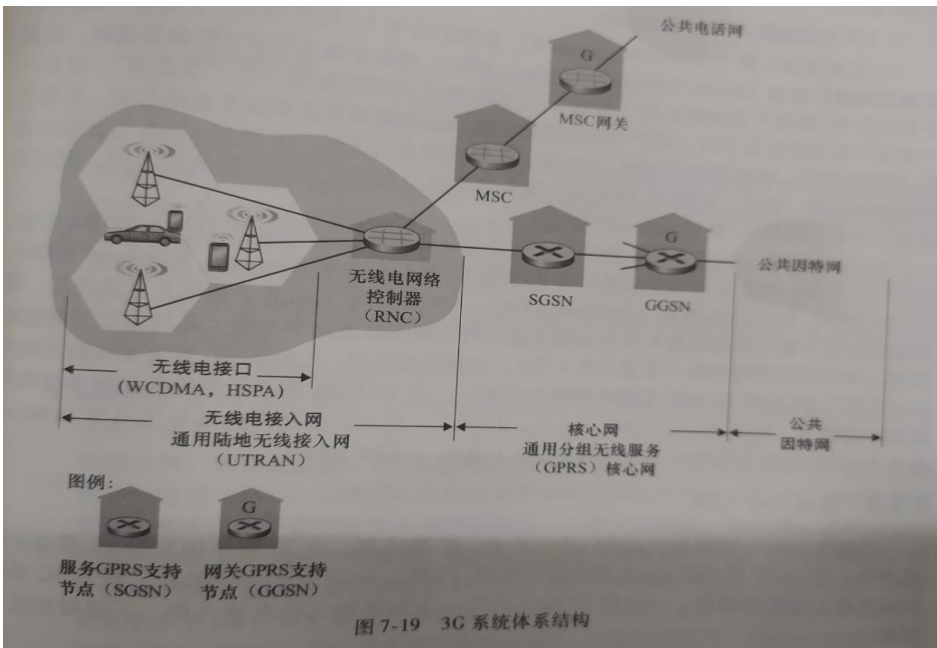 公共电话网
G
MSC网关
MSC
G
公共因特网
无线电网络
控制器
（RNC）
SGSN
GGSN
无线电接口
(WCDMA，HSPA)
无线电接入网
通用陆地无线接入网
（UTRAN）
核心网
通用分组无线服务
（GPRS）核心网
公共
因特网
图例：
G
服务GPRS支持
节点（SGSN）
网关GPRS支持
节点（GGSN）
图 7-19 3G 系统体系结构